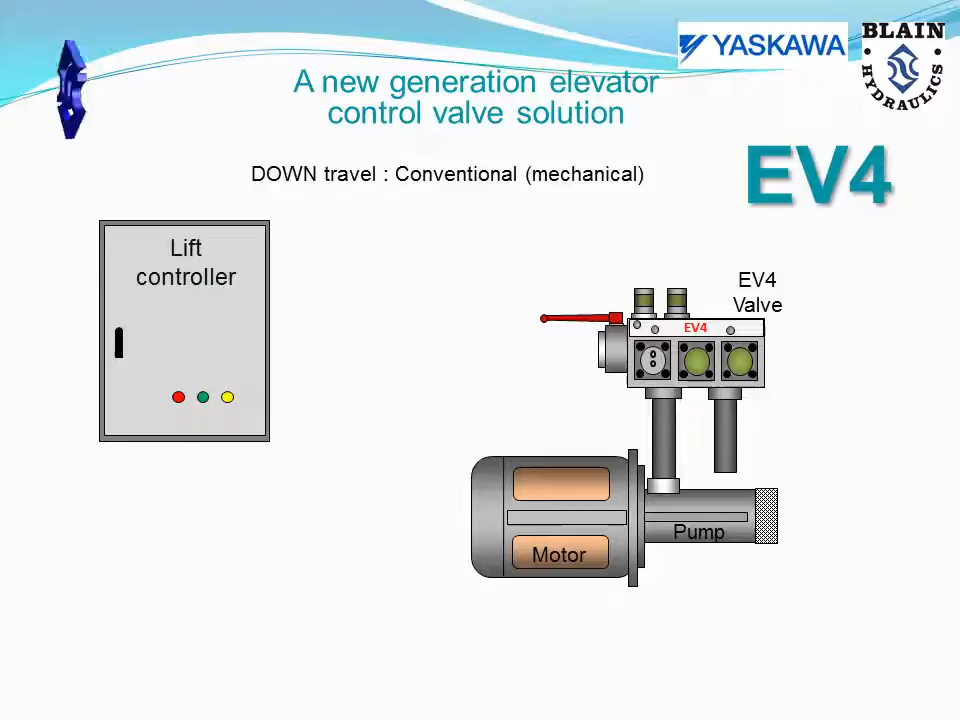 YASKAWA
BLAIN
HYDRAULICS
A new generation elevator
control valve solution
EV4
DOWN travel : Conventional (mechanical)
Lift
controller
EV4
Valve
EV4
Pump
Motor